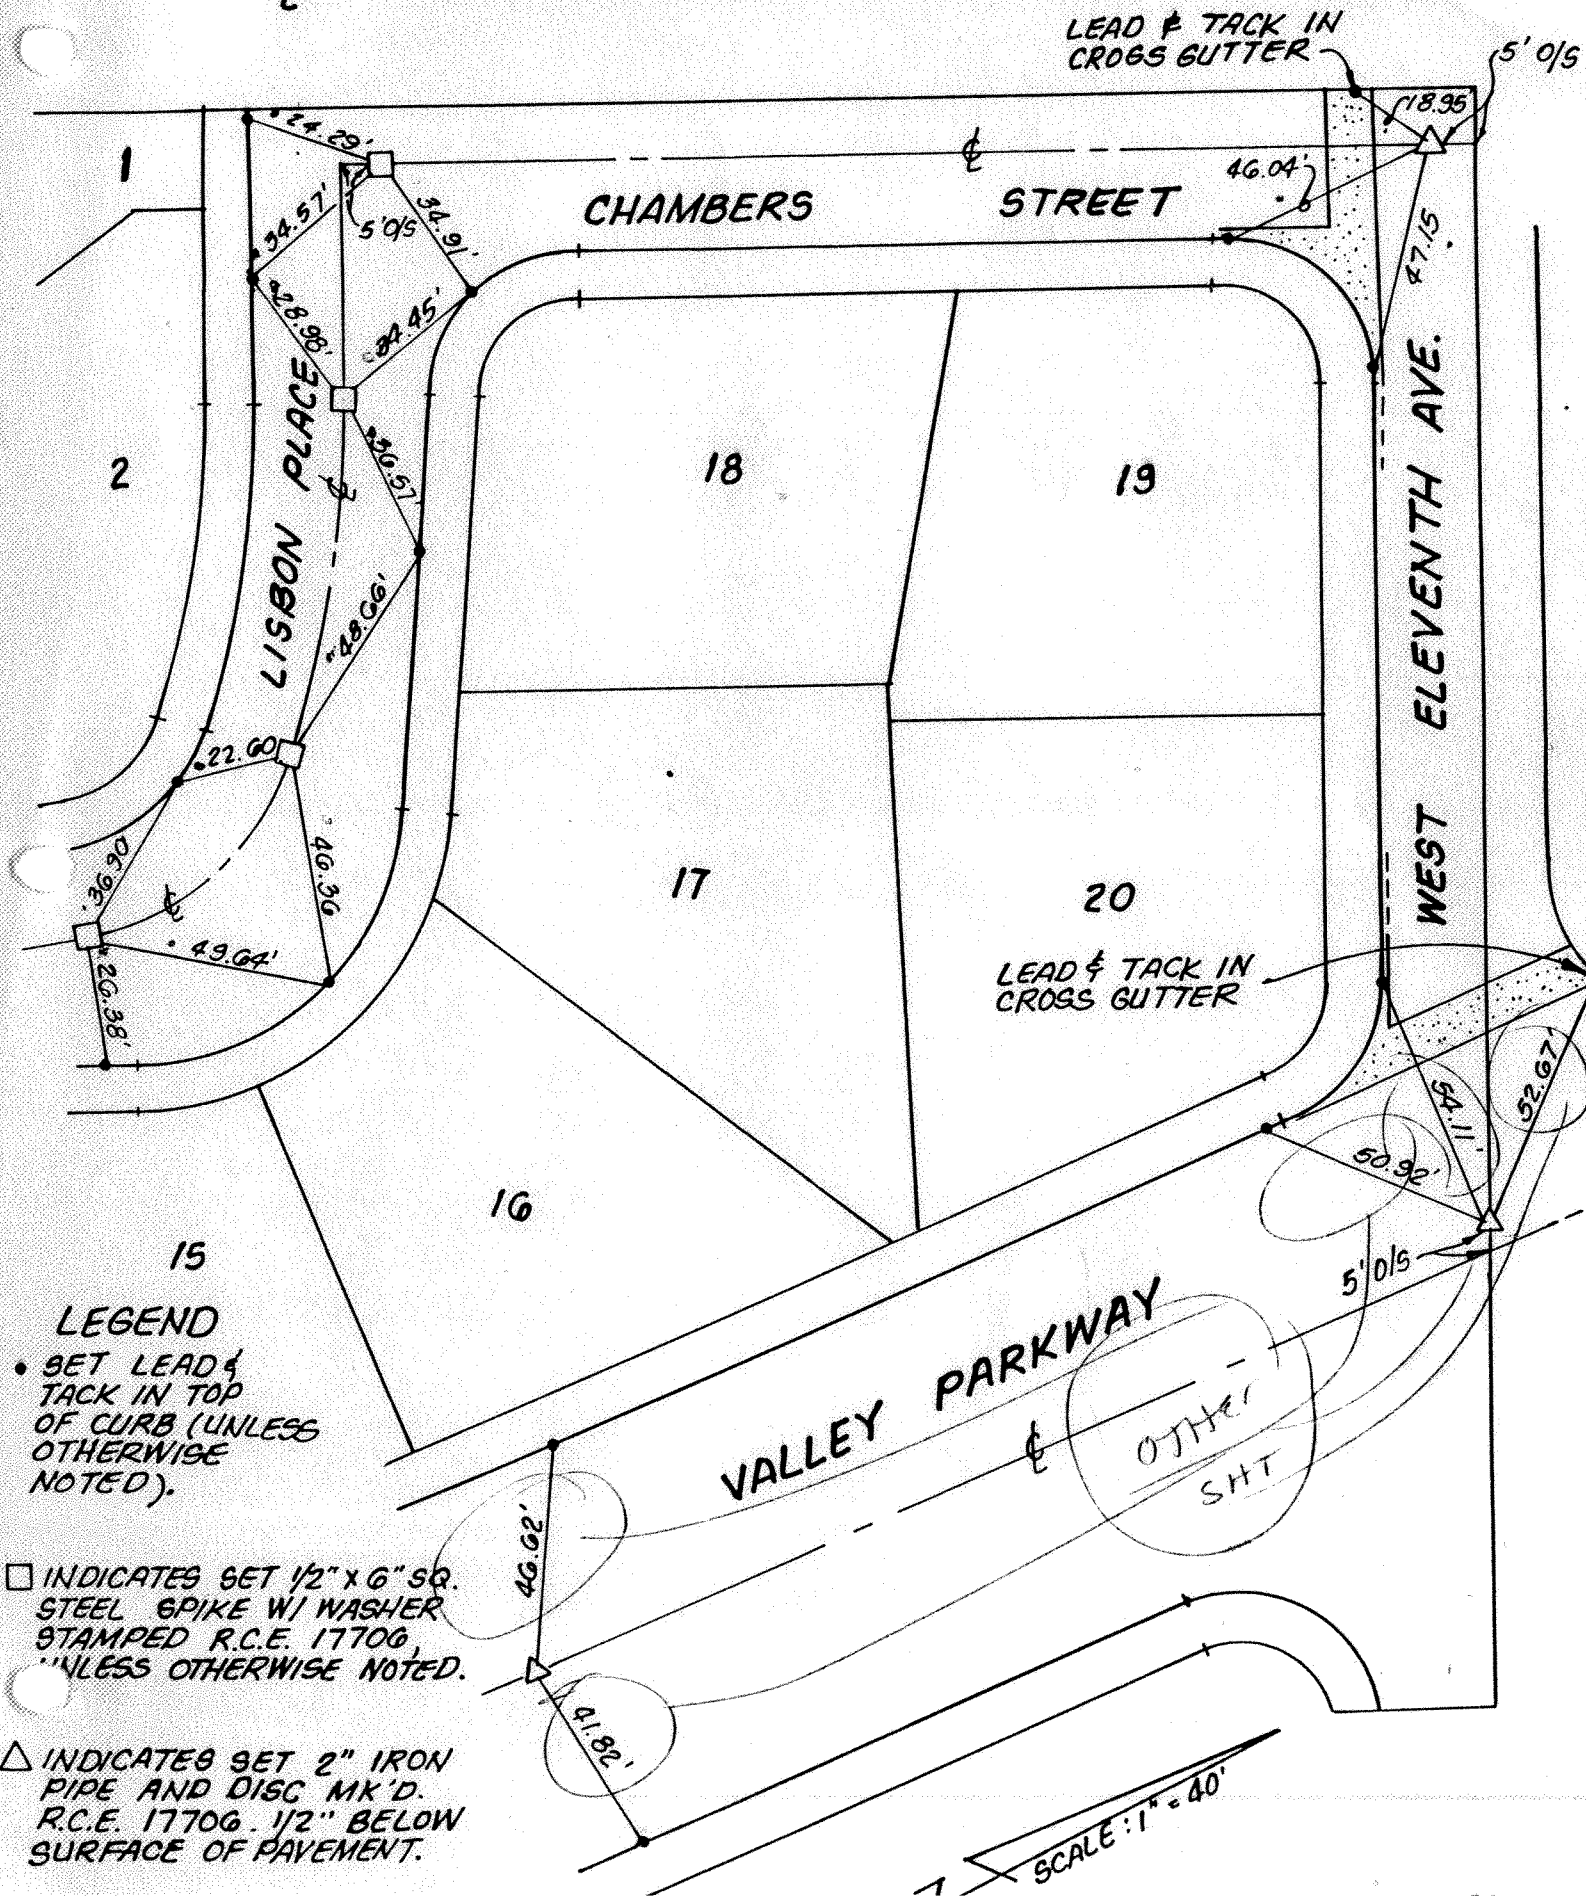 LEAD & TACK IN
CROSS GUTTER
5' O/S
18.95
24.29'
1
℄
46.04'
34.57'
5' O/S
34.91'
CHAMBERS STREET
47.15
28.98'
34.45'
LISBON PLACE
℄
36.57'
2
18
19
WEST ELEVENTH AVE.
48.66'
22.60
46.36
36.90
℄
49.64'
26.38'
17
20
LEAD & TACK IN
CROSS GUTTER
54.11'
52.67'
50.92'
16
15
5' O/S
VALLEY PARKWAY
℄
OTHER
SHT
LEGEND
• SET LEAD &
TACK IN TOP
OF CURB (UNLESS
OTHERWISE
NOTED).
46.62'
□ INDICATES SET 1/2" X 6" SQ.
STEEL SPIKE W/ WASHER
STAMPED R.C.E. 17706,
UNLESS OTHERWISE NOTED.
41.82'
△ INDICATES SET 2" IRON
PIPE AND DISC MK'D.
R.C.E. 17706. 1/2" BELOW
SURFACE OF PAVEMENT.
SCALE: 1" = 40'